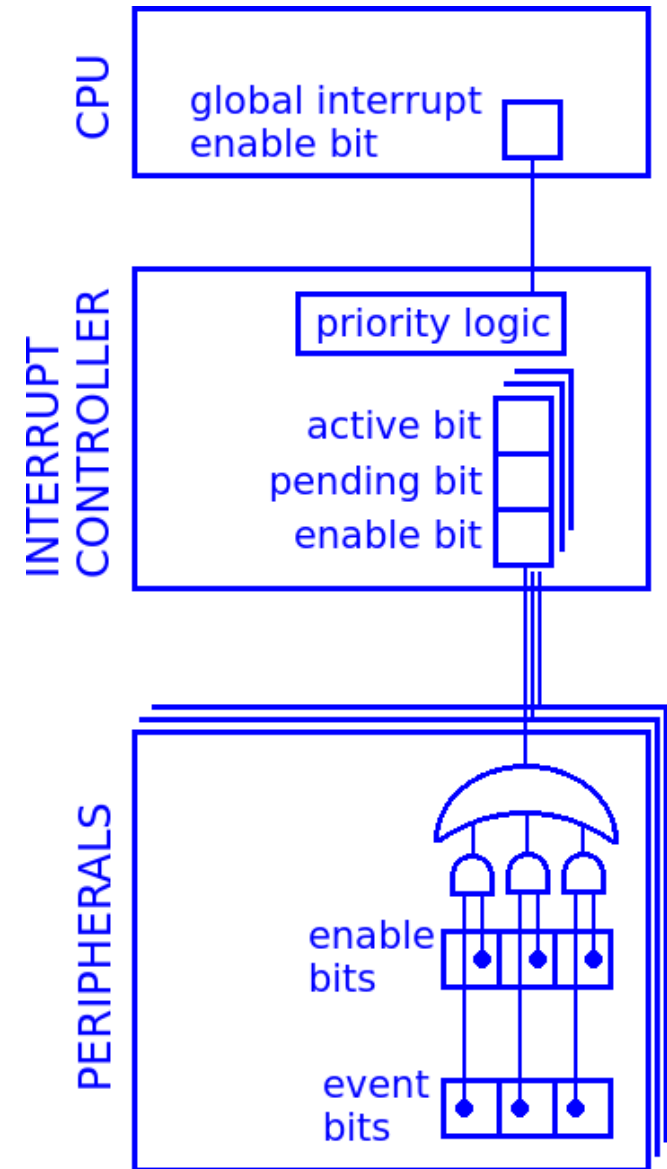 CPU
global interrupt
enable bit
INTERRUPT
CONTROLLER
priority logic
active bit
pending bit
enable bit
PERIPHERALS
enable
bits
event
bits